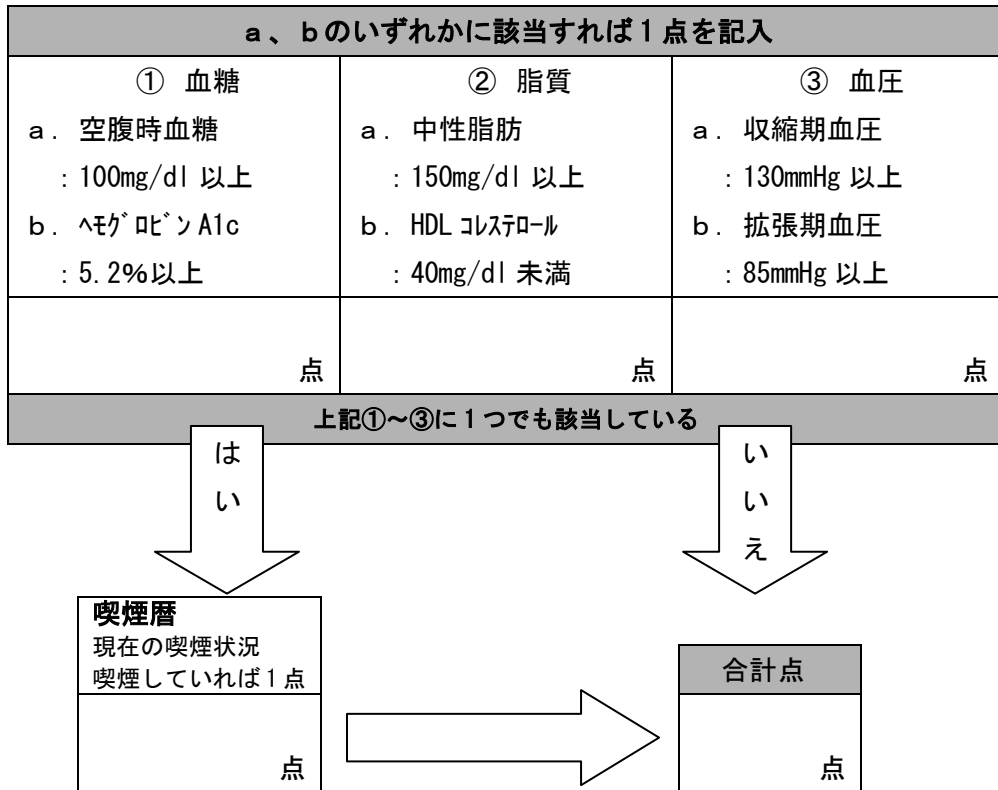 a、bのいずれかに該当すれば1点を記入
① 血糖
② 脂質
③ 血圧
a. 空腹時血糖
:100mg/dl 以上
b. ﾍﾓｸﾞﾛﾋﾞﾝ A1c
:5.2%以上
a. 中性脂肪
:150mg/dl 以上
b. HDL ｺﾚｽﾃﾛｰﾙ
:40mg/dl 未満
a. 収縮期血圧
:130mmHg 以上
b. 拡張期血圧
:85mmHg 以上
点
点
点
上記①~③に1つでも該当している
はい
いいえ
喫煙暦
現在の喫煙状況
喫煙していれば1点
点
合計点
点